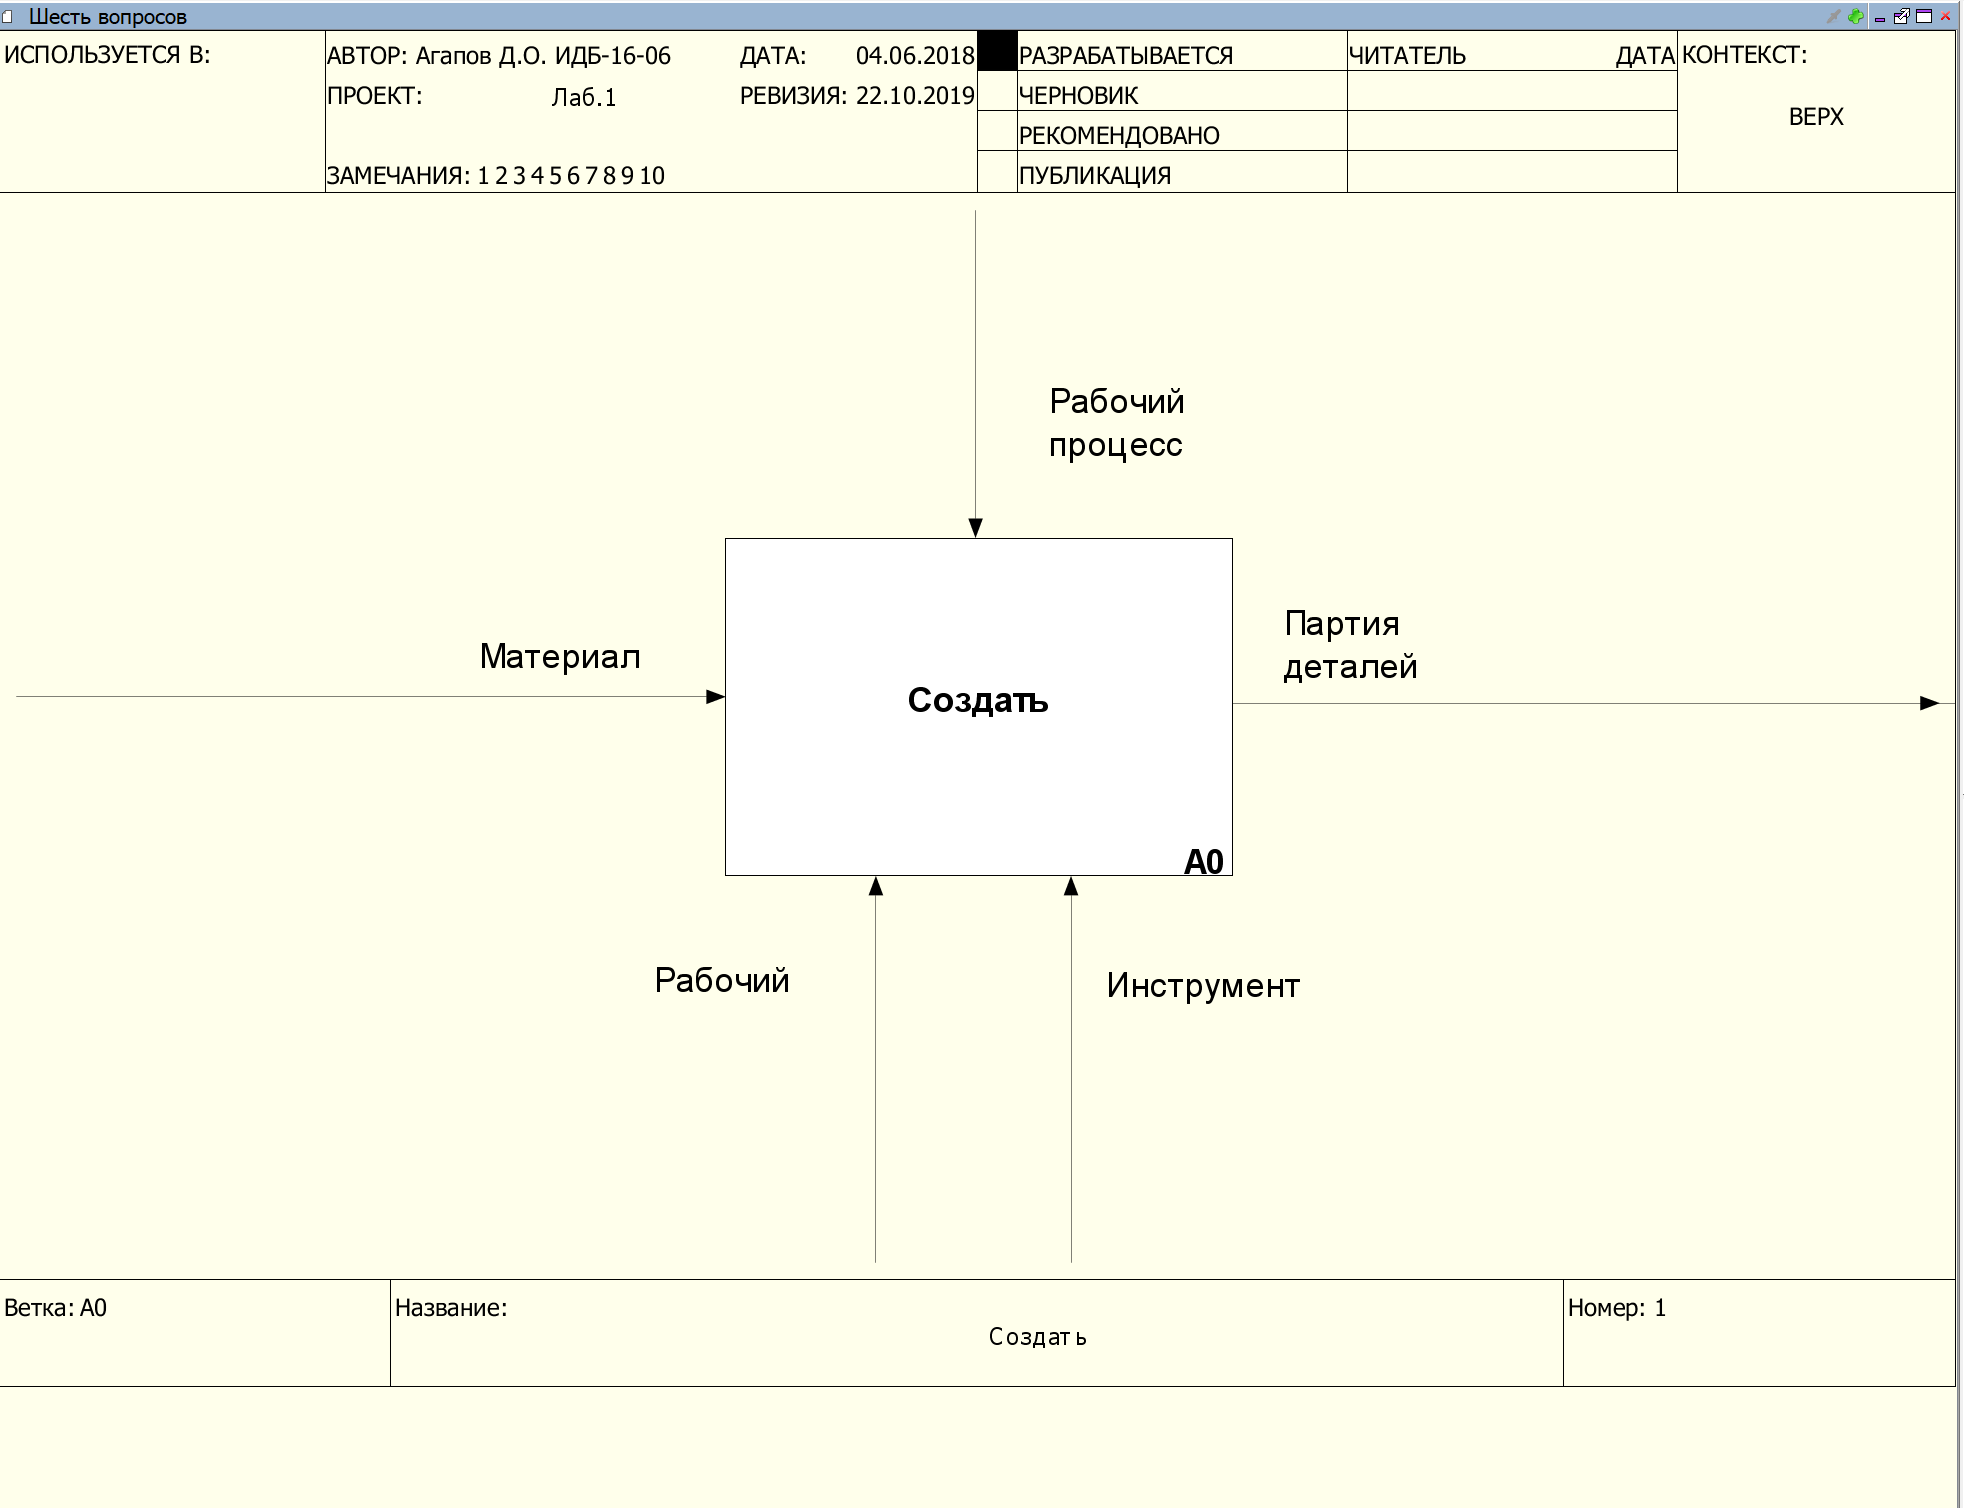 Шесть вопросов
ИСПОЛЬЗУЕТСЯ В:
АВТОР: Агапов Д.О. ИДБ-16-06
ДАТА: 04.06.2018
ПРОЕКТ: Лаб.1
РЕВИЗИЯ: 22.10.2019
ЗАМЕЧАНИЯ: 1 2 3 4 5 6 7 8 9 10
РАЗРАБАТЫВАЕТСЯ
ЧЕРНОВИК
РЕКОМЕНДОВАНО
ПУБЛИКАЦИЯ
ЧИТАТЕЛЬ ДАТА
КОНТЕКСТ:
ВЕРХ
Рабочий
процесс
Материал
Создать
A0
Партия
деталей
Рабочий
Инструмент
Ветка: A0
Название:
Создать
Номер: 1